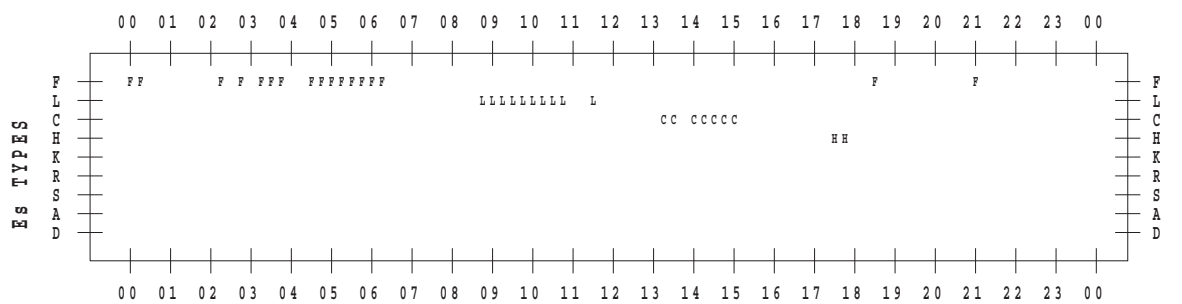 00 01 02 03 04 05 06 07 08 09 10 11 12 13 14 15 16 17 18 19 20 21 22 23 00
F FF F F FFF FFFFFFFF F F F
L LLLLLLLLL L L
C CC CCCCC C
H HH H
K K
R R
S S
A A
D D
Es TYPES
00 01 02 03 04 05 06 07 08 09 10 11 12 13 14 15 16 17 18 19 20 21 22 23 00